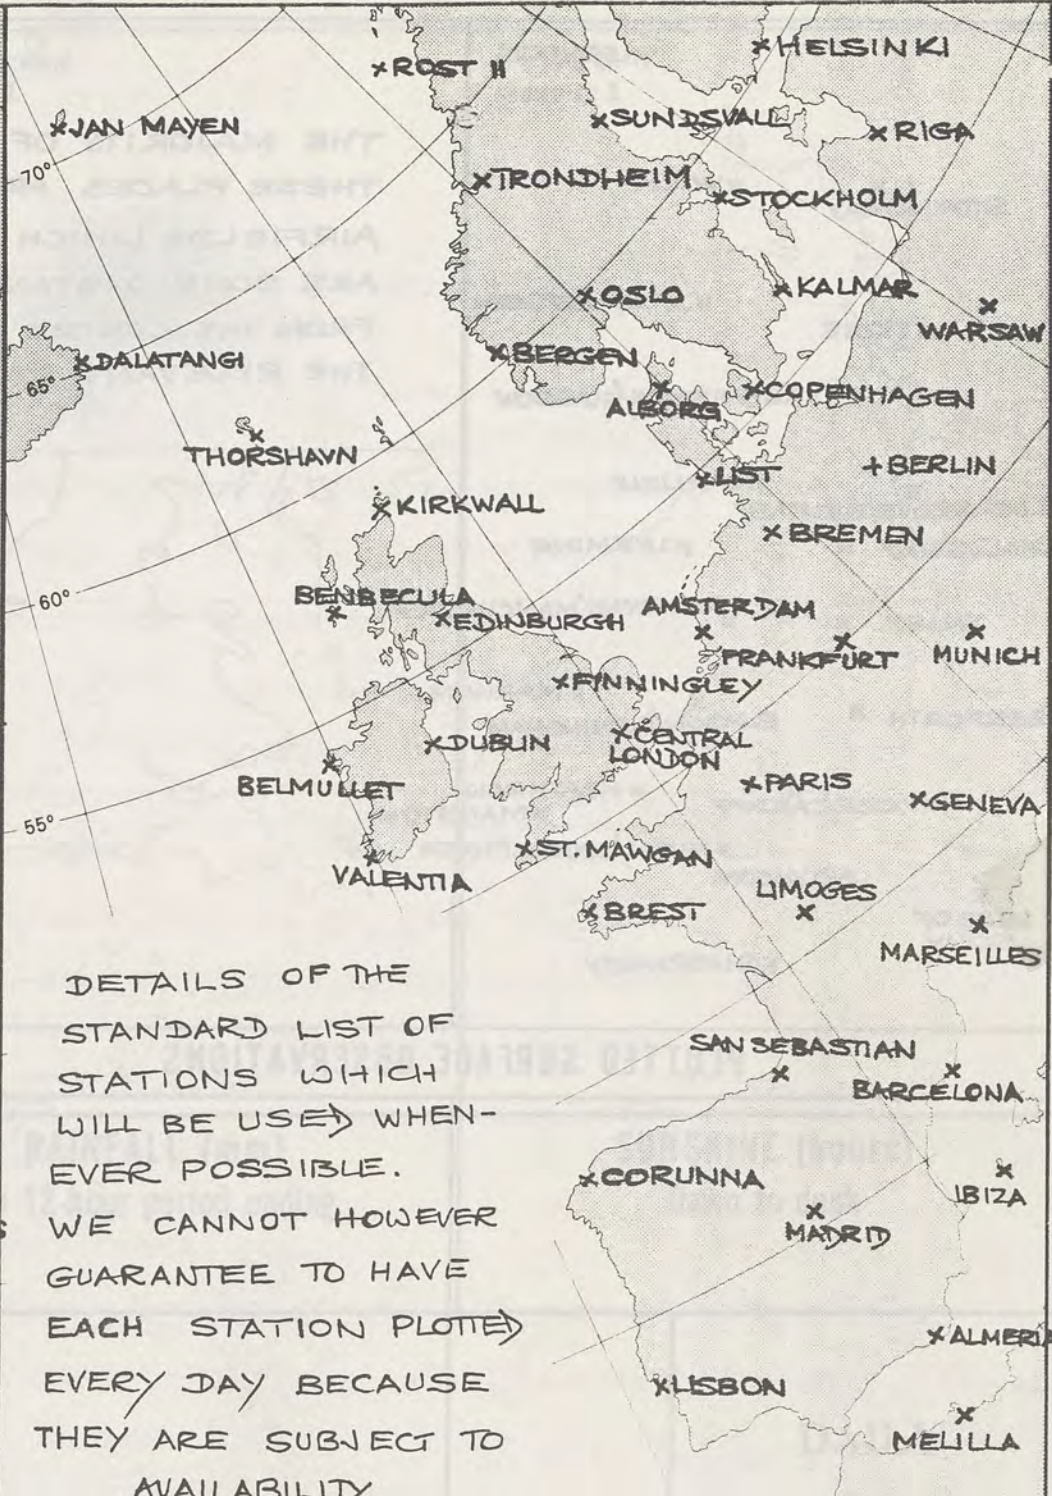 HELSINKI
ROST II
JAN MAYEN
SUNDSVALL
RIGA
70°
TRONDHEIM
STOCKHOLM
OSLO
KALMAR
WARSAW
BERGEN
DALATANGI
65°
ALBORG
COPENHAGEN
THORSHAVN
LIST
BERLIN
KIRKWALL
BREMEN
60°
BENBECULA
EDINBURGH
AMSTERDAM
FRANKFURT
MUNICH
FINNINGLEY
DUBLIN
CENTRAL
LONDON
BELMULLET
PARIS
GENEVA
55°
ST. MAWGAN
VALENTIA
LIMOGES
BREST
MARSEILLES
DETAILS OF THE
STANDARD LIST OF
STATIONS WHICH
WILL BE USED WHEN-
EVER POSSIBLE.
WE CANNOT HOWEVER
GUARANTEE TO HAVE
EACH STATION PLOTTED
EVERY DAY BECAUSE
THEY ARE SUBJECT TO
AVAILABILITY
SAN SEBASTIAN
BARCELONA
CORUNNA
IBIZA
MADRID
ALMERIA
LISBON
MELILLA